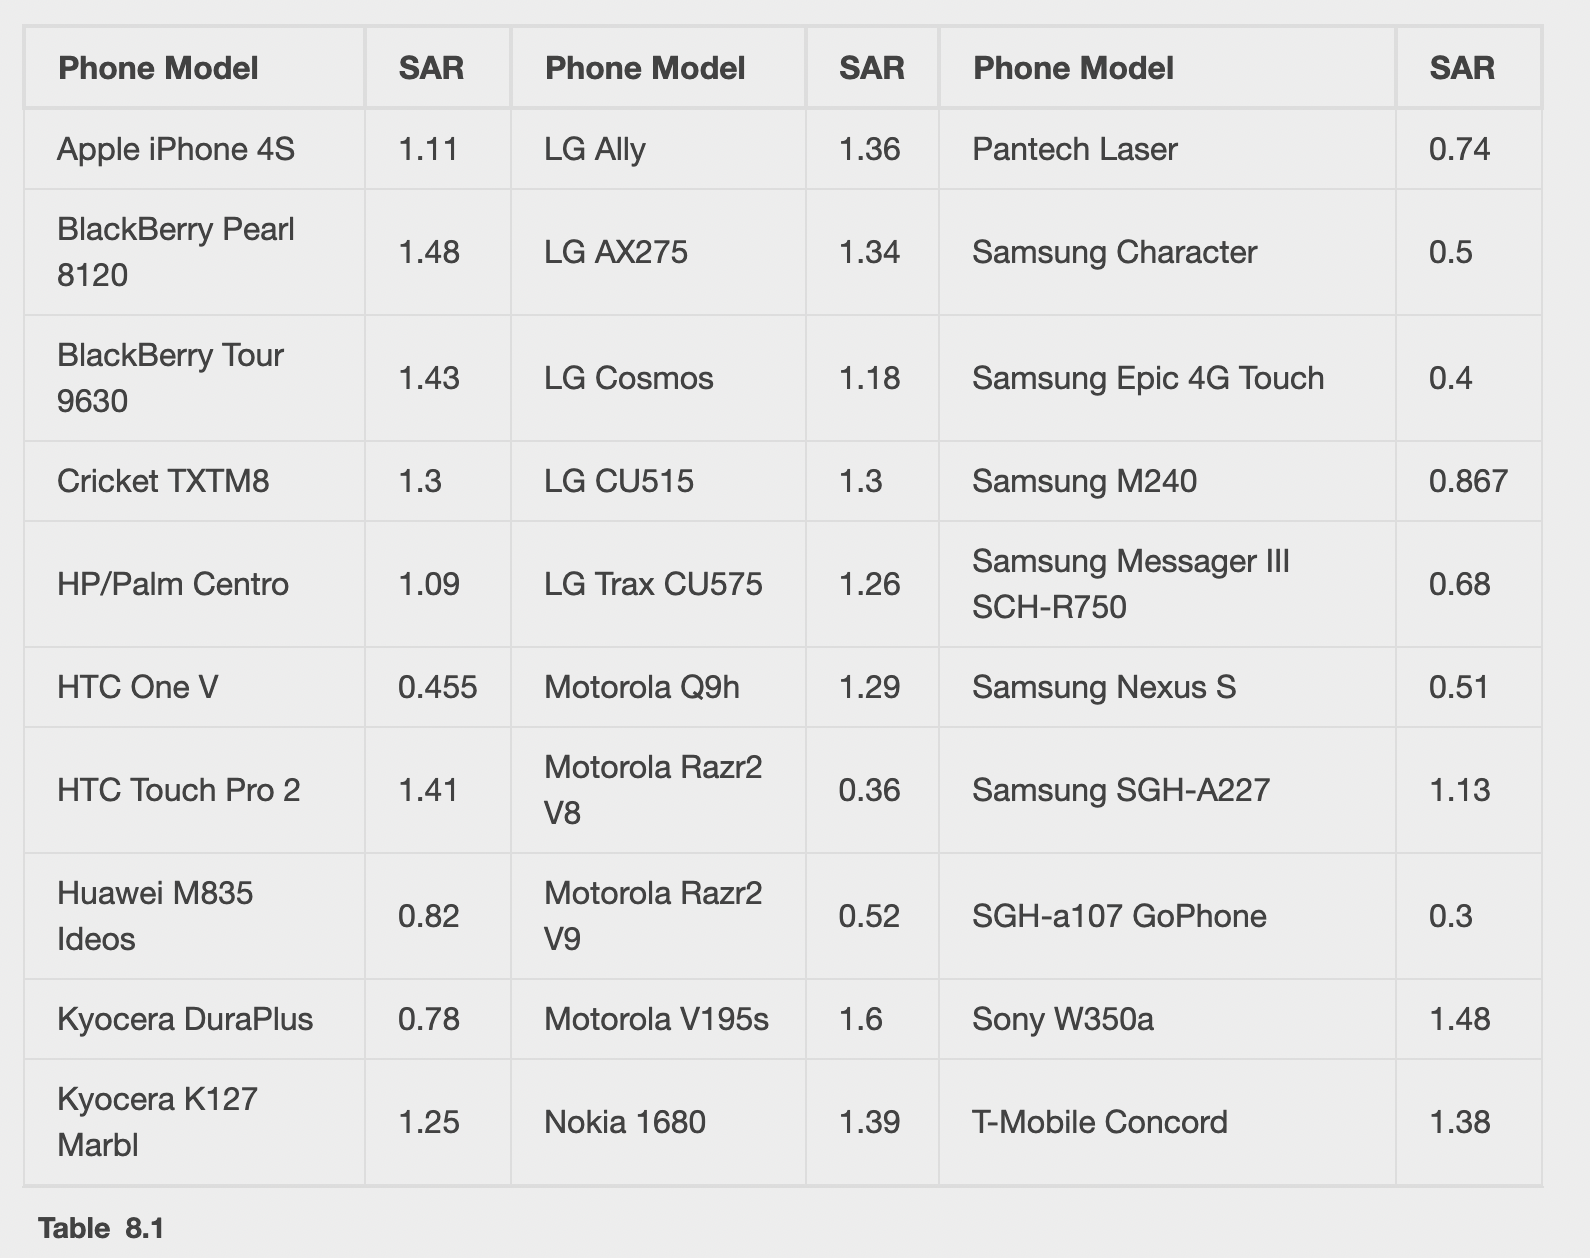 Phone Model SAR Phone Model SAR Phone Model SAR
Apple iPhone 4S 1.11 LG Ally 1.36 Pantech Laser 0.74
BlackBerry Pearl
8120 1.48 LG AX275 1.34 Samsung Character 0.5
BlackBerry Tour
9630 1.43 LG Cosmos 1.18 Samsung Epic 4G Touch 0.4
Cricket TXTM8 1.3 LG CU515 1.3 Samsung M240 0.867
HP/Palm Centro 1.09 LG Trax CU575 1.26 Samsung Messager III
SCH-R750 0.68
HTC One V 0.455 Motorola Q9h 1.29 Samsung Nexus S 0.51
HTC Touch Pro 2 1.41 Motorola Razr2
V8 0.36 Samsung SGH-A227 1.13
Huawei M835
Ideos 0.82 Motorola Razr2
V9 0.52 SGH-a107 GoPhone 0.3
Kyocera DuraPlus 0.78 Motorola V195s 1.6 Sony W350a 1.48
Kyocera K127
Marbl 1.25 Nokia 1680 1.39 T-Mobile Concord 1.38
Table 8.1